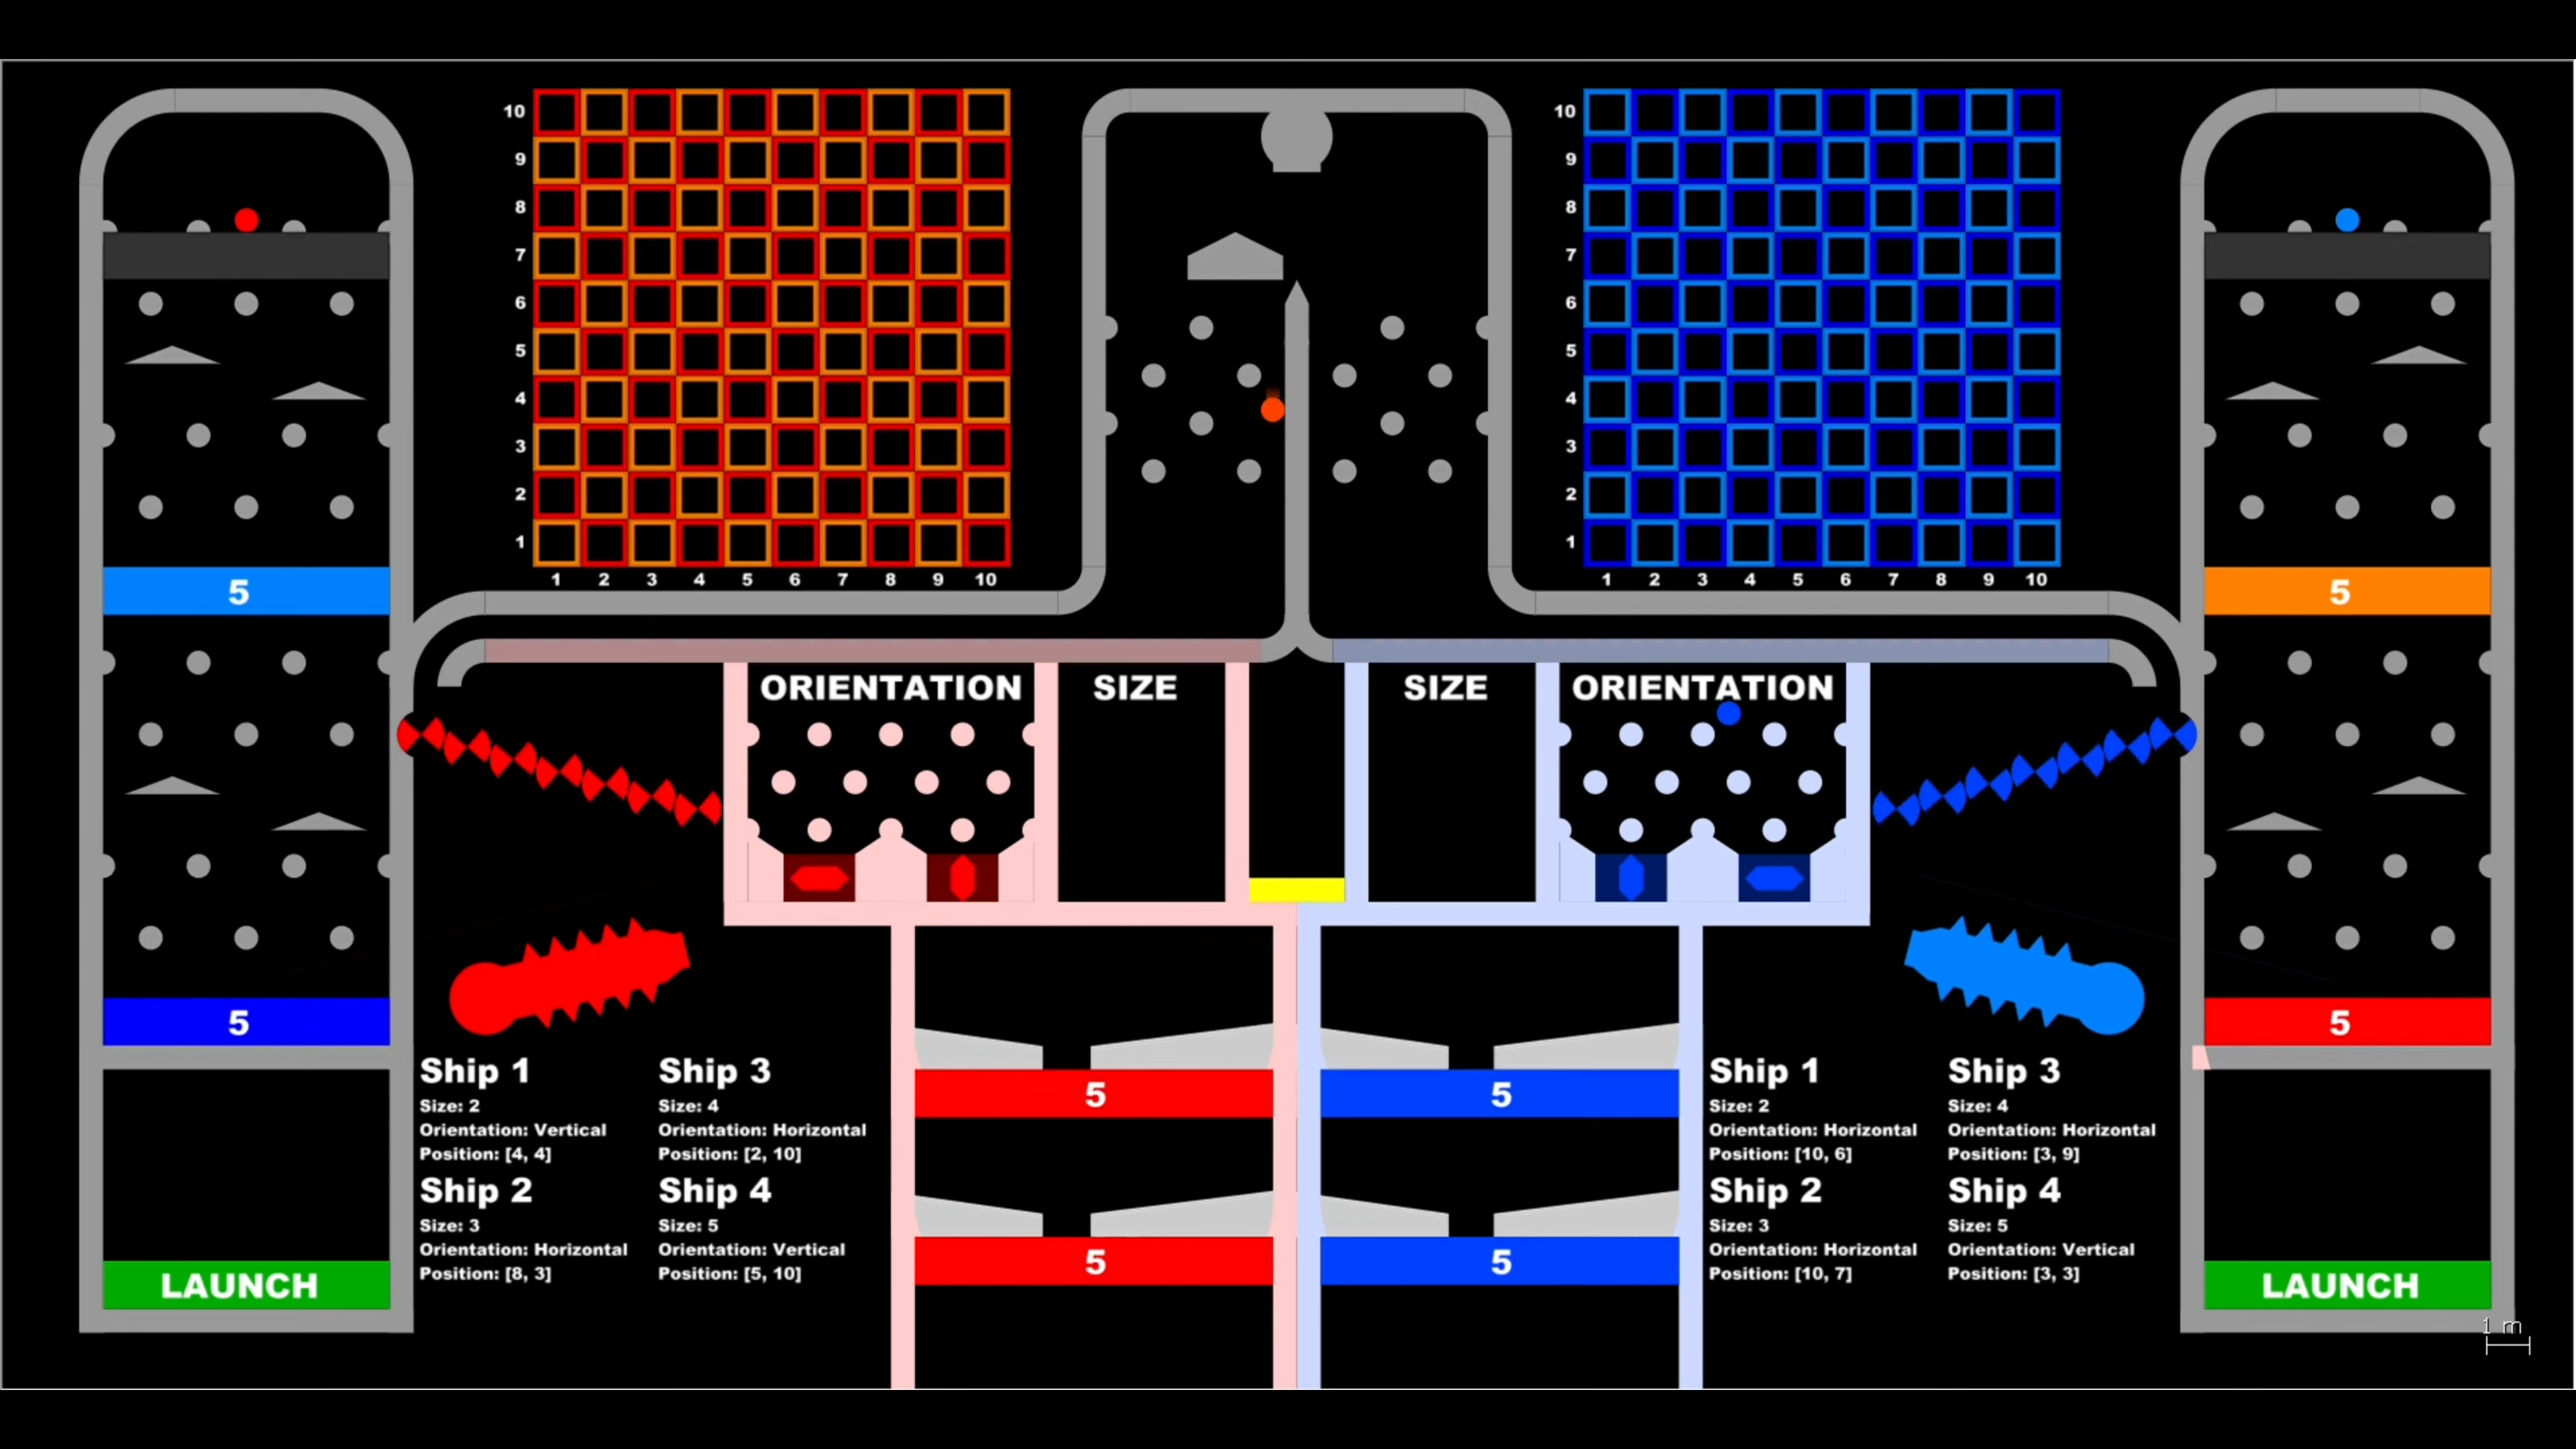 10
9
8
7
6
5
4
3
2
1
1 2 3 4 5 6 7 8 9 10
10
9
8
7
6
5
4
3
2
1
1 2 3 4 5 6 7 8 9 10
5
5
ORIENTATION
SIZE
SIZE
ORIENTATION
5
5
Ship 1
Size: 2
Orientation: Vertical
Position: [4, 4]
Ship 2
Size: 3
Orientation: Horizontal
Position: [8, 3]
Ship 3
Size: 4
Orientation: Horizontal
Position: [2, 10]
Ship 4
Size: 5
Orientation: Vertical
Position: [5, 10]
5
5
5
5
Ship 1
Size: 2
Orientation: Horizontal
Position: [10, 6]
Ship 2
Size: 3
Orientation: Horizontal
Position: [10, 7]
Ship 3
Size: 4
Orientation: Horizontal
Position: [3, 9]
Ship 4
Size: 5
Orientation: Vertical
Position: [3, 3]
LAUNCH
LAUNCH
1 m